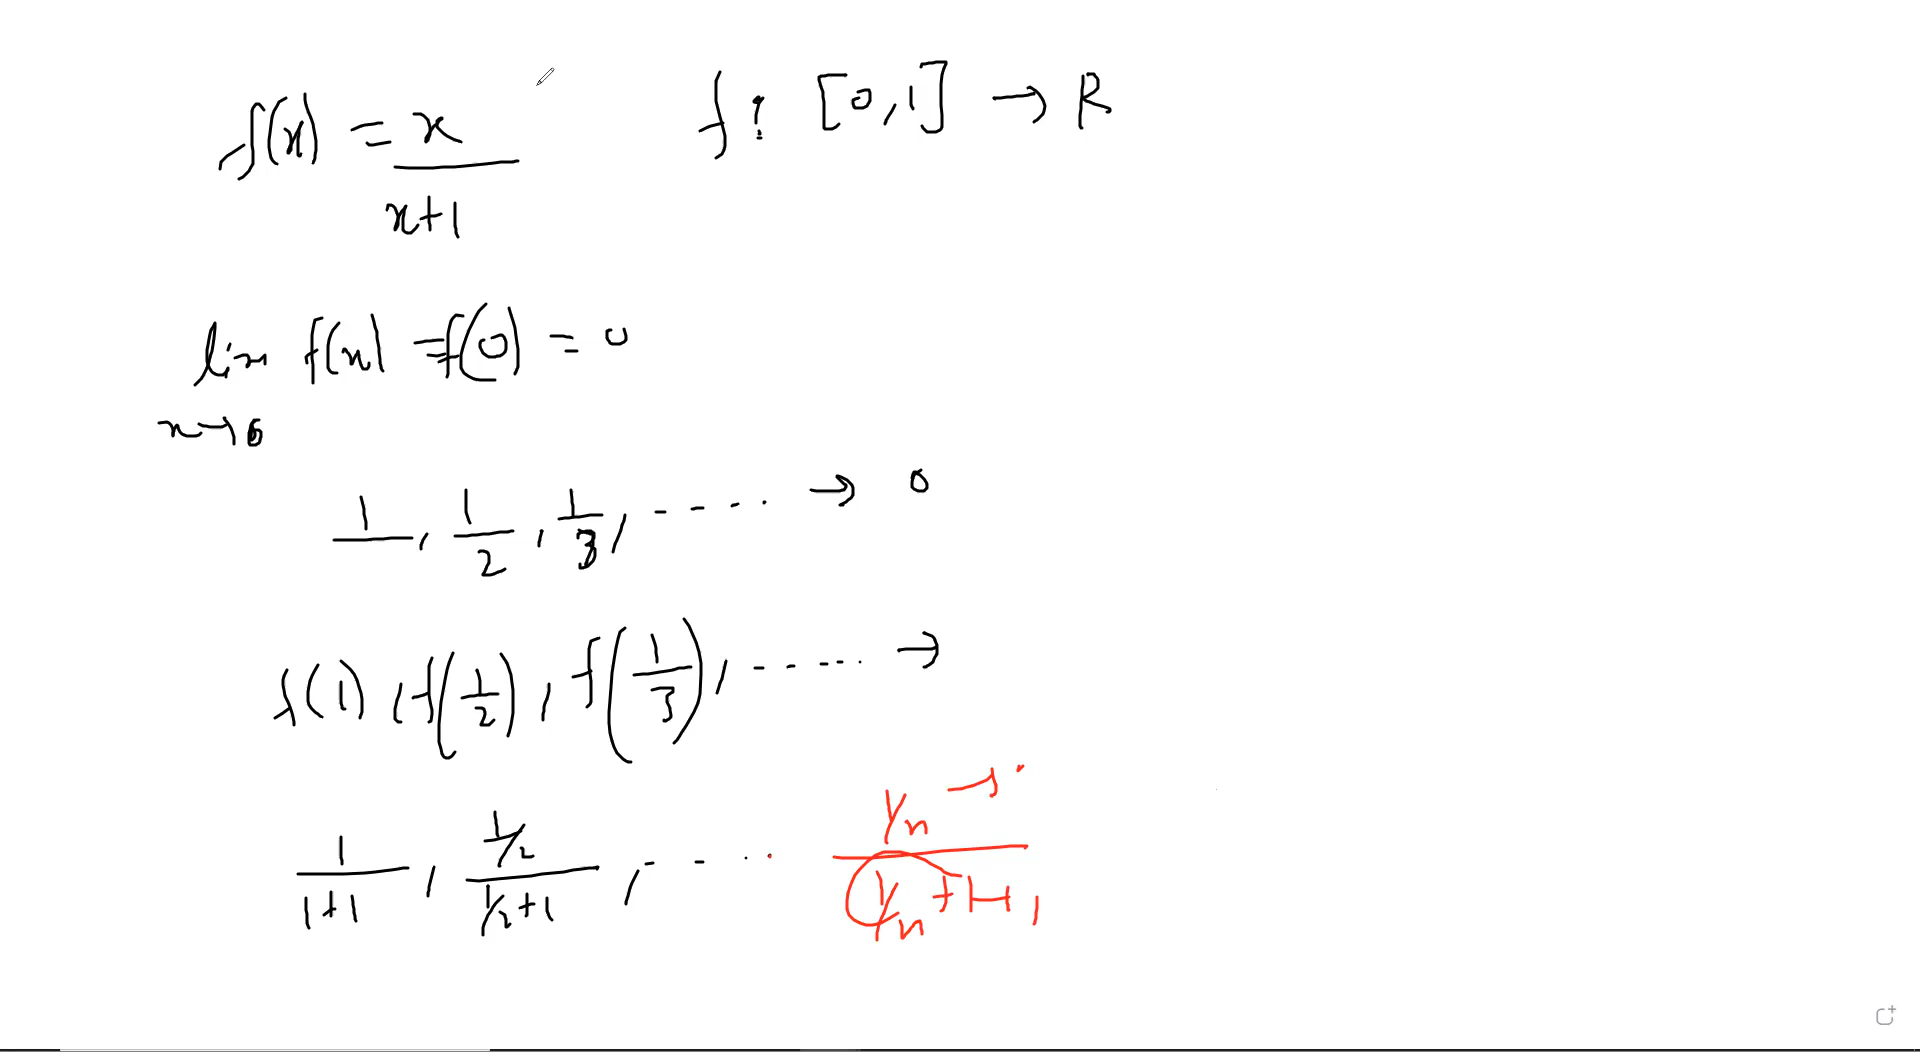 f(x) = x/(x+1)    f: [0,1] → R
lim f(x) = f(0) = 0
x→0
1/ , 1/2 , 1/3 , ---- → 0
f(1) , f(1/2) , f(1/3) , ----- →
1/(1+1) , (1/2)/(1/2+1) , ---- (1/n)/(1/n+1) →